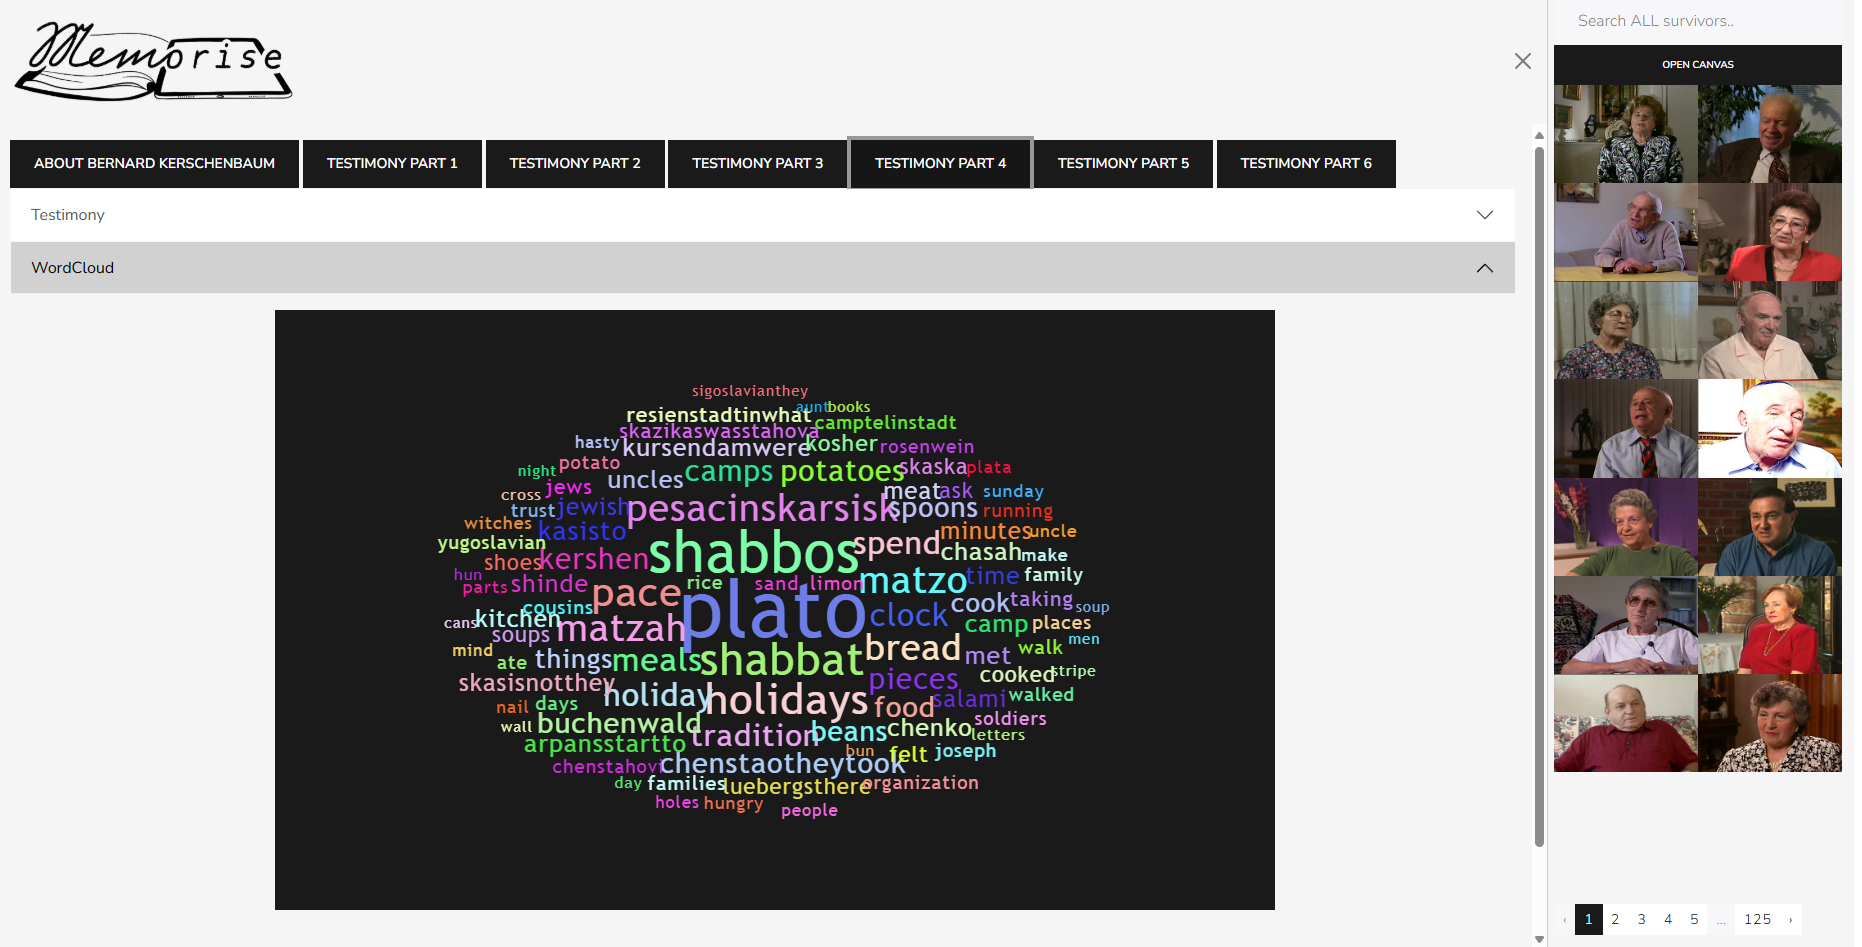 Memorise
Search ALL survivors..
OPEN CANVAS
ABOUT BERNARD KERSCHENBAUM
TESTIMONY PART 1
TESTIMONY PART 2
TESTIMONY PART 3
TESTIMONY PART 4
TESTIMONY PART 5
TESTIMONY PART 6
Testimony
WordCloud
sigoslavianthey
aunt books
resienstadtinwhat camptelinstadt
skazikaswasstahova
hasty kursendamwere kosher rosenwein
night potato uncles camps potatoes skaska plata
cross jews meat ask sunday
trust jewish pesacinskarsisk spoons running
witches kasisto minutes uncle
yugoslavian shabbos spend chasah make
shoes kershen
hun parts shinde rice sand limon matzo time family
pace plato clock cook taking soup
cousins
cans kitchen matzah camp places
soups bread men
mind ate things meals shabbat met walk
cooked stripe
skasisnotthey holiday holidays pieces salami walked
nail days food
wall buchenwald tradition beans chenko soldiers
letters
arpansstartto bun felt joseph
chenstahovi chenstaotheytook
day families luebergsthere organization
holes hungry people
‹ 1 2 3 4 5 ... 125 ›